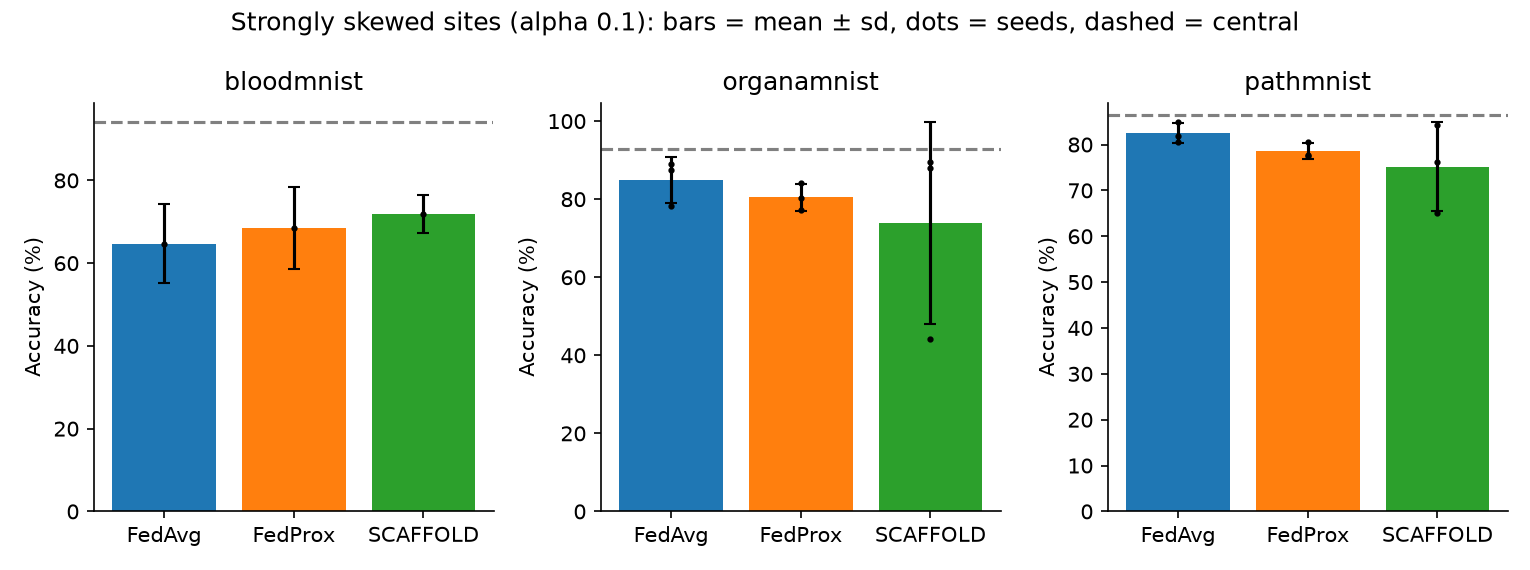 Strongly skewed sites (alpha 0.1): bars = mean ± sd, dots = seeds, dashed = central
bloodmnist
Accuracy (%)
80
60
40
20
0
FedAvg
FedProx
SCAFFOLD
organamnist
Accuracy (%)
100
80
60
40
20
0
FedAvg
FedProx
SCAFFOLD
pathmnist
Accuracy (%)
80
70
60
50
40
30
20
10
0
FedAvg
FedProx
SCAFFOLD